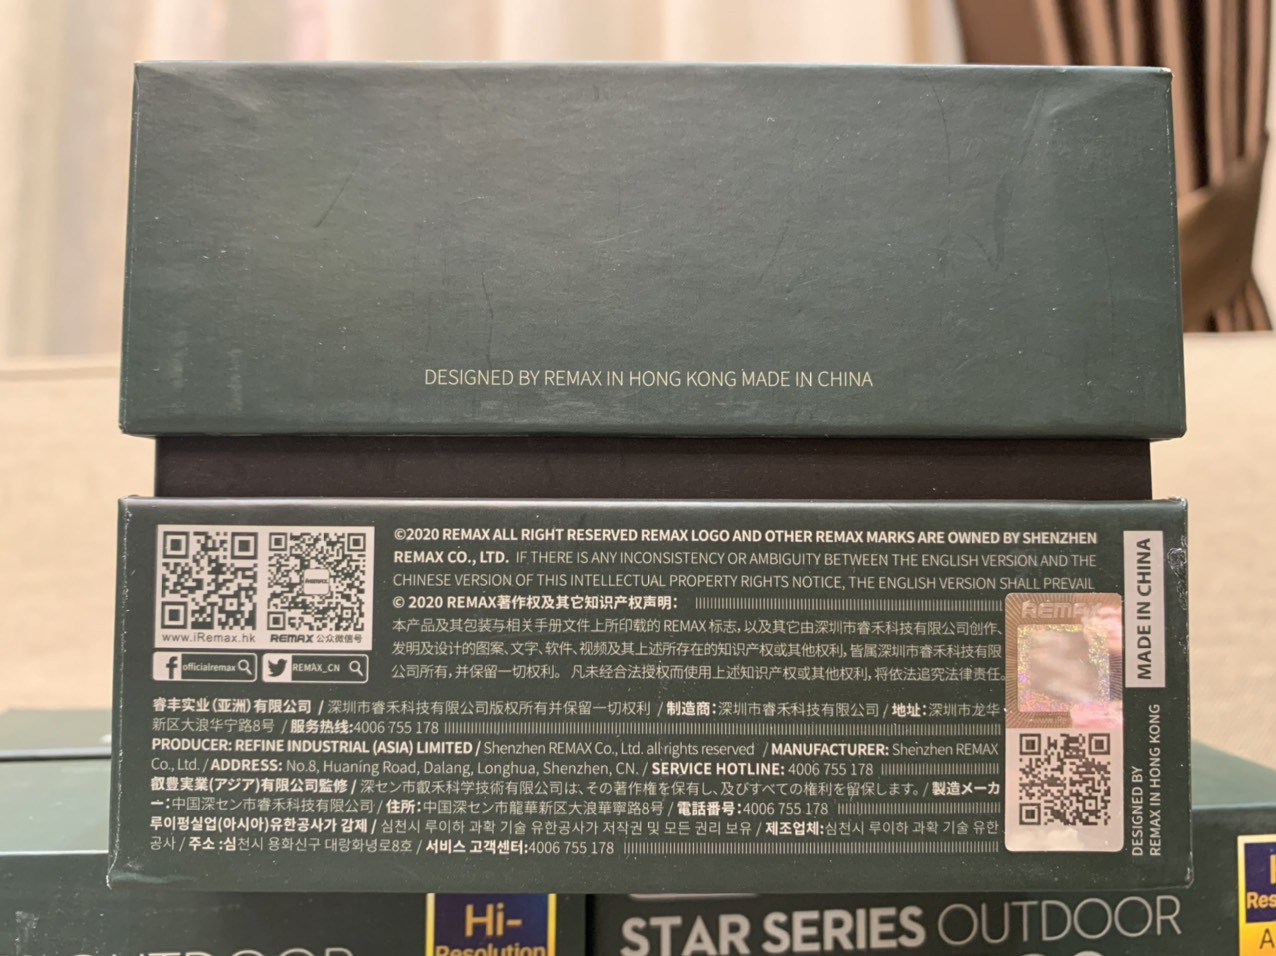 DESIGNED BY REMAX IN HONG KONG MADE IN CHINA
www.iRemax.hk
REMAX
REMAX 公众微信号
officialremax
REMAX_CN
©2020 REMAX ALL RIGHT RESERVED REMAX LOGO AND OTHER REMAX MARKS ARE OWNED BY SHENZHEN
REMAX CO., LTD. IF THERE IS ANY INCONSISTENCY OR AMBIGUITY BETWEEN THE ENGLISH VERSION AND THE
CHINESE VERSION OF THIS INTELLECTUAL PROPERTY RIGHTS NOTICE, THE ENGLISH VERSION SHALL PREVAIL
© 2020 REMAX著作权及其它知识产权声明:
本产品及其包装与相关手册文件上所印载的 REMAX 标志, 以及其它由深圳市睿禾科技有限公司创作、
发明及设计的图案、文字、软件、视频及其上述所存在的知识产权或其他权利, 皆属深圳市睿禾科技有限
公司所有, 并保留一切权利。 凡未经合法授权而使用上述知识产权或其他权利, 将依法追究法律责任。
REMAX
MADE IN CHINA
睿丰实业 (亚洲) 有限公司 / 深圳市睿禾科技有限公司版权所有并保留一切权利 / 制造商: 深圳市睿禾科技有限公司 / 地址: 深圳市龙华
新区大浪华宁路8号 / 服务热线:4006 755 178
PRODUCER: REFINE INDUSTRIAL (ASIA) LIMITED / Shenzhen REMAX Co., Ltd. all rights reserved / MANUFACTURER: Shenzhen REMAX
Co., Ltd. / ADDRESS: No.8, Huaning Road, Dalang, Longhua, Shenzhen, CN. / SERVICE HOTLINE: 4006 755 178
叡豊実業(アジア)有限公司監修 / 深セン市叡禾科学技術有限公司は、その著作権を保有し、及びすべての権利を留保します。 / 製造メーカ
ー:中国深セン市睿禾科技有限公司 / 住所:中国深セン市龍華新区大浪華寧路8号 / 電話番号:4006 755 178
루이펑실업(아시아)유한공사가 감제 / 심천시 루이하 과학 기술 유한공사가 저작권 및 모든 권리 보유 / 제조업체:심천시 루이하 과학 기술 유한
공사 / 주소:심천시 용화신구 대랑화녕로8호 / 서비스 고객센터:4006 755 178
DESIGNED BY
REMAX IN HONG KONG
Hi-
Resolution
STAR SERIES OUTDOOR